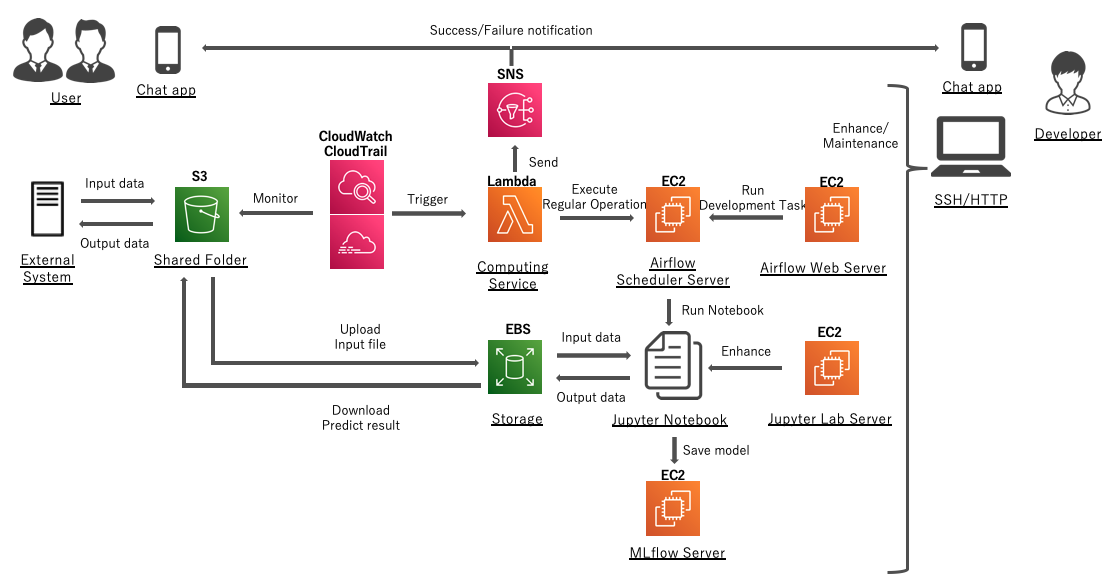 Success/Failure notification
User
Chat app
SNS
Chat app
Developer
CloudWatch
CloudTrail
Send
Enhance/
Maintenance
SSH/HTTP
Input data
Output data
External
System
S3
Shared Folder
Monitor
Trigger
Lambda
Computing
Service
Execute
Regular Operation
EC2
Airflow
Scheduler Server
Run
Development Task
EC2
Airflow Web Server
Run Notebook
Upload
Input file
Download
Predict result
EBS
Storage
Input data
Output data
Jupyter Notebook
Enhance
EC2
Jupyter Lab Server
Save model
EC2
MLflow Server